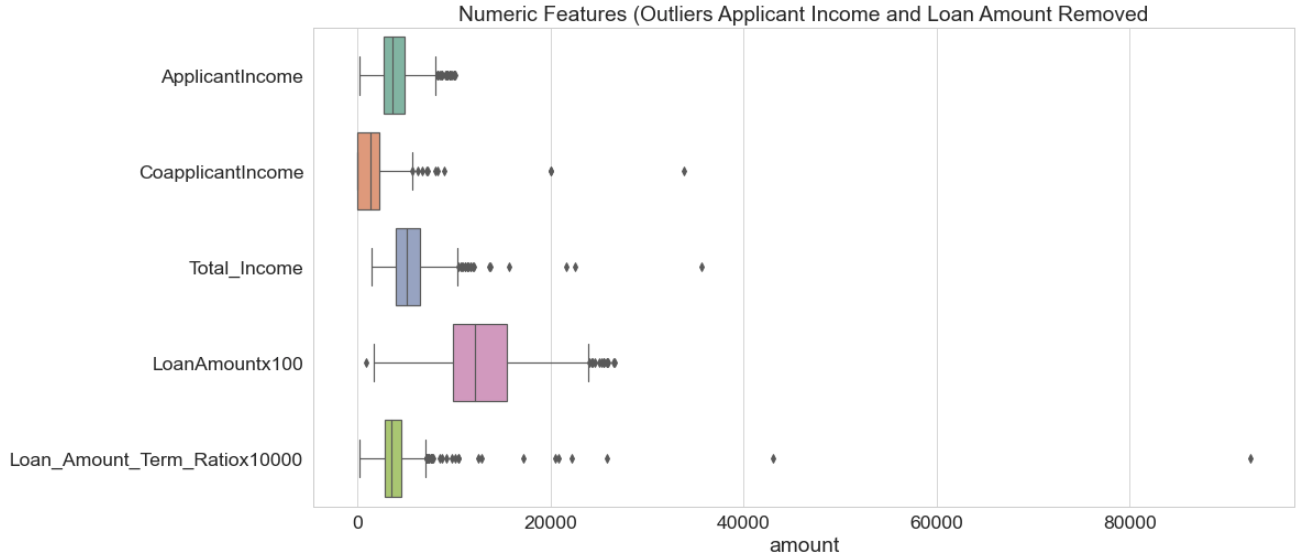 Numeric Features (Outliers Applicant Income and Loan Amount Removed
ApplicantIncome
CoapplicantIncome
Total_Income
LoanAmountx100
Loan_Amount_Term_Ratiox10000
0 20000 40000 60000 80000
amount